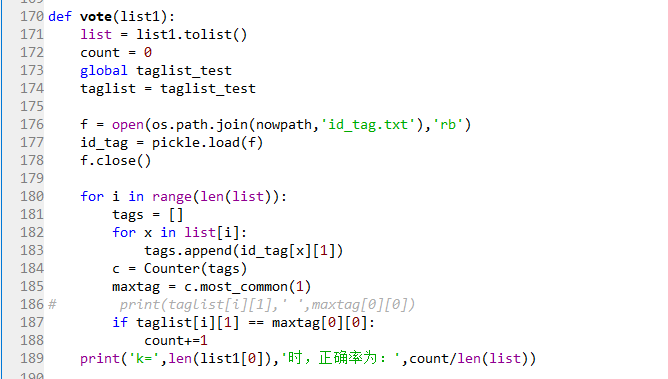 170 def vote(list1):
171     list = list1.tolist()
172     count = 0
173     global taglist_test
174     taglist = taglist_test
175
176     f = open(os.path.join(nowpath,'id_tag.txt'),'rb')
177     id_tag = pickle.load(f)
178     f.close()
179
180     for i in range(len(list)):
181         tags = []
182         for x in list[i]:
183             tags.append(id_tag[x][1])
184         c = Counter(tags)
185         maxtag = c.most_common(1)
186 #        print(taglist[i][1],' ',maxtag[0][0])
187         if taglist[i][1] == maxtag[0][0]:
188             count+=1
189     print('k=',len(list1[0]),'时，正确率为：',count/len(list))